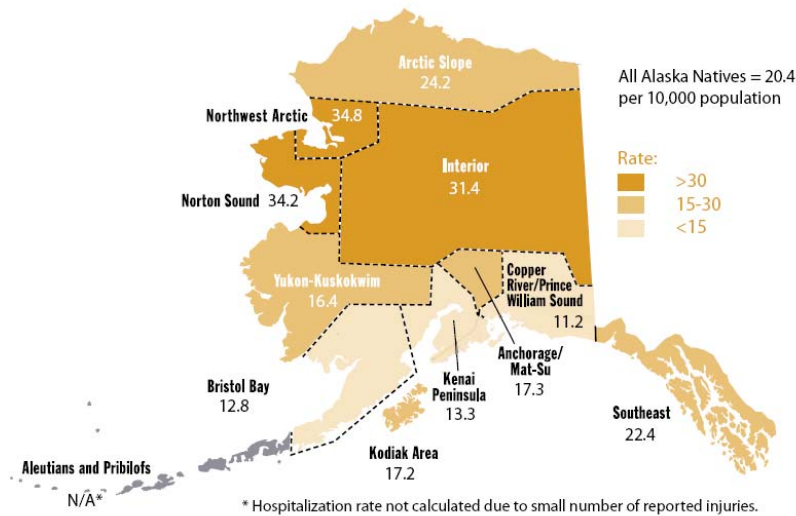 Arctic Slope
24.2
All Alaska Natives = 20.4
per 10,000 population
Northwest Arctic
34.8
Rate:
>30
15-30
<15
Interior
31.4
Norton Sound
34.2
Yukon-Kuskokwim
16.4
Copper
River/Prince
William Sound
11.2
Anchorage/
Mat-Su
17.3
Kenai
Peninsula
13.3
Bristol Bay
12.8
Southeast
22.4
Kodiak Area
17.2
Aleutians and Pribilofs
N/A*
* Hospitalization rate not calculated due to small number of reported injuries.